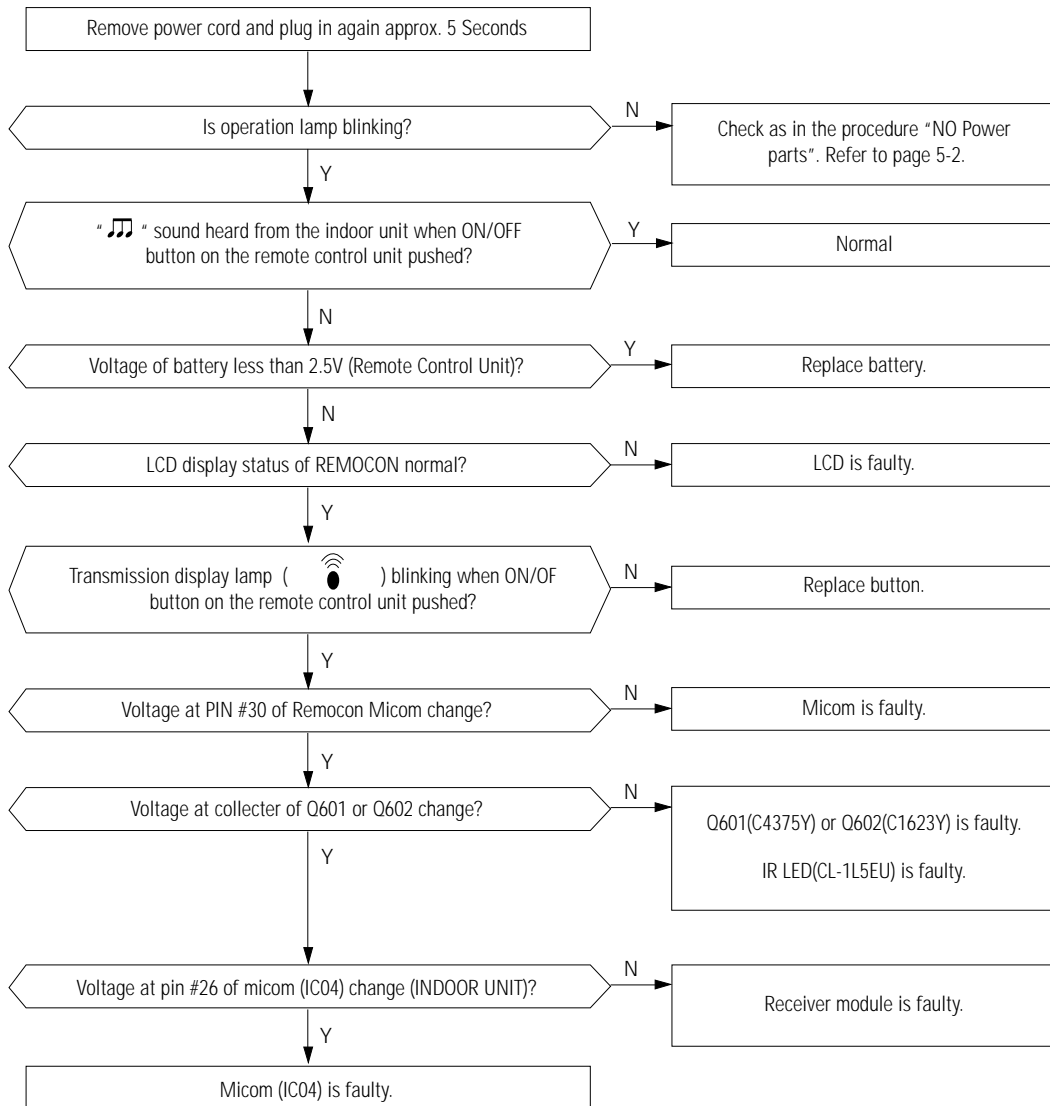 Remove power cord and plug in again approx. 5 Seconds
Is operation lamp blinking?
N
Check as in the procedure "NO Power
parts". Refer to page 5-2.
Y
" " sound heard from the indoor unit when ON/OFF
button on the remote control unit pushed?
Y
Normal
N
Voltage of battery less than 2.5V (Remote Control Unit)?
Y
Replace battery.
N
LCD display status of REMOCON normal?
N
LCD is faulty.
Y
Transmission display lamp ( ) blinking when ON/OF
button on the remote control unit pushed?
N
Replace button.
Y
Voltage at PIN #30 of Remocon Micom change?
N
Micom is faulty.
Y
Voltage at collecter of Q601 or Q602 change?
N
Q601(C4375Y) or Q602(C1623Y) is faulty.
IR LED(CL-1L5EU) is faulty.
Y
Voltage at pin #26 of micom (IC04) change (INDOOR UNIT)?
N
Receiver module is faulty.
Y
Micom (IC04) is faulty.